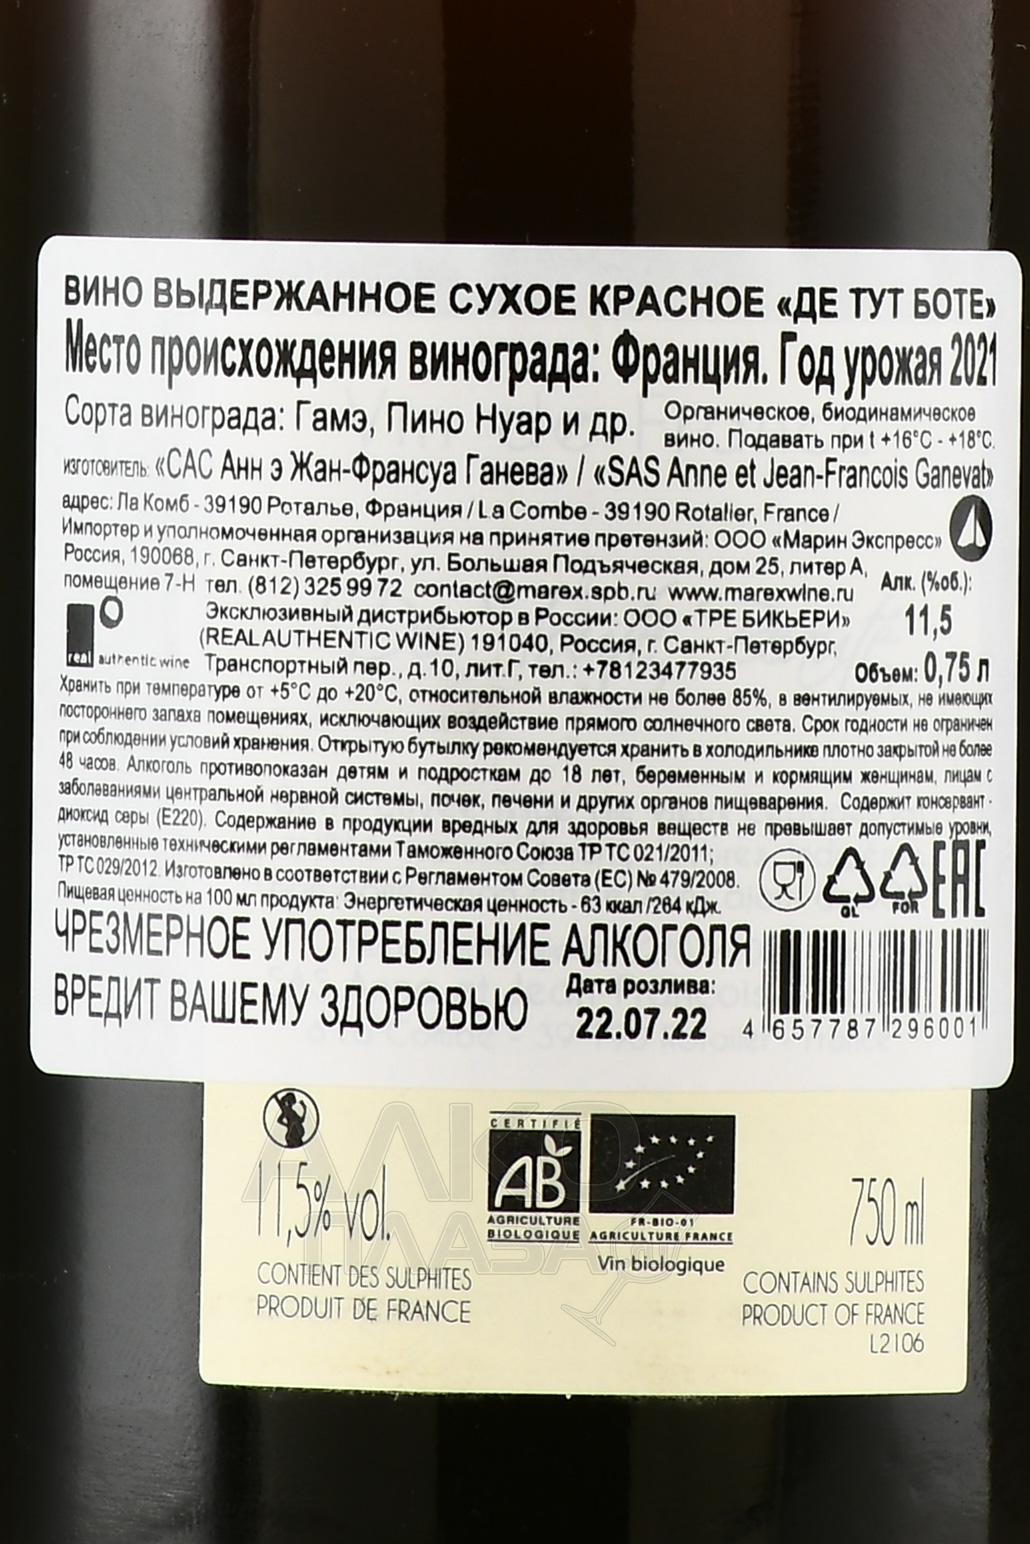 ВИНО ВЫДЕРЖАННОЕ СУХОЕ КРАСНОЕ «ДЕ ТУТ БОТЕ»
Место происхождения винограда: Франция. Год урожая 2021
Сорта винограда: Гамэ, Пино Нуар и др.
Органическое, биодинамическое
вино. Подавать при t +16°C - +18°C.
изготовитель: «САС Анн э Жан-Франсуа Ганева» / «SAS Anne et Jean-Francois Ganevat»
адрес: Ла Комб - 39190 Роталье, Франция / La Combe - 39190 Rotalier, France /
Импортер и уполномоченная организация на принятие претензий: ООО «Марин Экспресс»
Россия, 190068, г. Санкт-Петербург, ул. Большая Подъяческая, дом 25, литер А,
помещение 7-Н тел. (812) 325 99 72 contact@marex.spb.ru www.marexwine.ru
Алк. (%об.):
11,5
Эксклюзивный дистрибьютор в России: ООО «ТРЕ БИКЬЕРИ»
(REAL AUTHENTIC WINE) 191040, Россия, г. Санкт-Петербург,
real authentic wine
Транспортный пер., д.10, лит.Г, тел.: +78123477935
Объем: 0,75 л
Хранить при температуре от +5°C до +20°C, относительной влажности не более 85%, в вентилируемых, не имеющих
постороннего запаха помещениях, исключающих воздействие прямого солнечного света. Срок годности не ограничен
при соблюдении условий хранения. Открытую бутылку рекомендуется хранить в холодильнике плотно закрытой не более
48 часов. Алкоголь противопоказан детям и подросткам до 18 лет, беременным и кормящим женщинам, лицам с
заболеваниями центральной нервной системы, почек, печени и других органов пищеварения. Содержит консервант -
диоксид серы (Е220). Содержание в продукции вредных для здоровья веществ не превышает допустимые уровни,
установленные техническими регламентами Таможенного Союза ТР ТС 021/2011;
ТР ТС 029/2012. Изготовлено в соответствии с Регламентом Совета (ЕС) № 479/2008.
Пищевая ценность на 100 мл продукта: Энергетическая ценность - 63 ккал /264 кДж.
GL
FOR
EAC
ЧРЕЗМЕРНОЕ УПОТРЕБЛЕНИЕ АЛКОГОЛЯ
ВРЕДИТ ВАШЕМУ ЗДОРОВЬЮ
Дата розлива:
22.07.22
4 657787 296001
11,5% vol.
CERTIFIÉ
AB
AGRICULTURE
BIOLOGIQUE
FR-BIO-01
AGRICULTURE FRANCE
Vin biologique
750 ml
CONTIENT DES SULPHITES
PRODUIT DE FRANCE
CONTAINS SULPHITES
PRODUCT OF FRANCE
L2106
АЛКО
ПЛАЗА